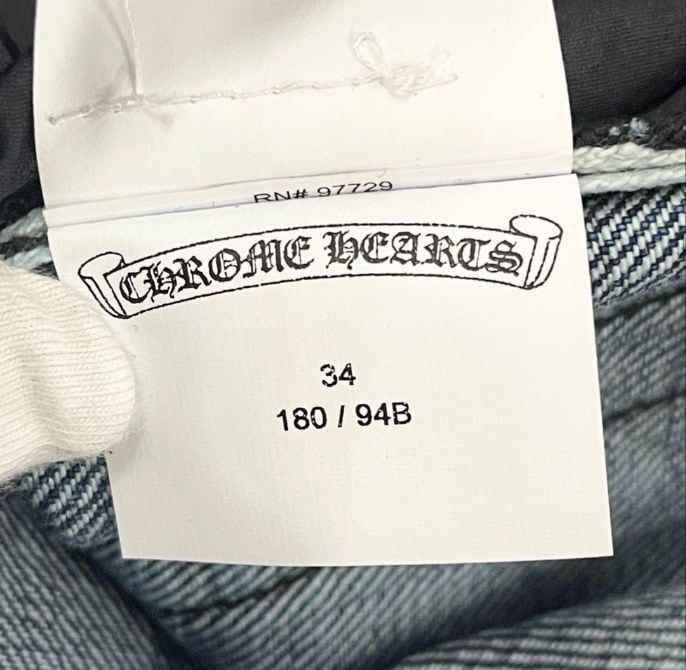 RN# 97729
CHROME HEARTS
34
180 / 94B